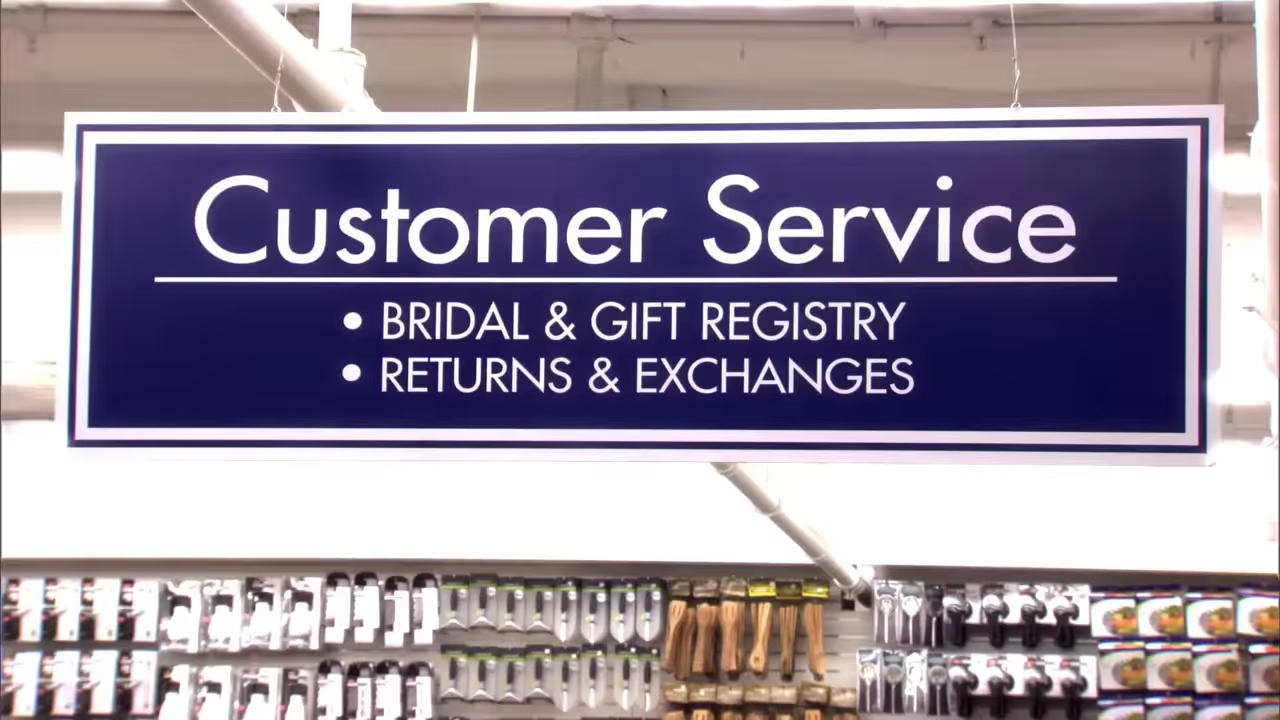 Customer Service
• BRIDAL & GIFT REGISTRY
• RETURNS & EXCHANGES